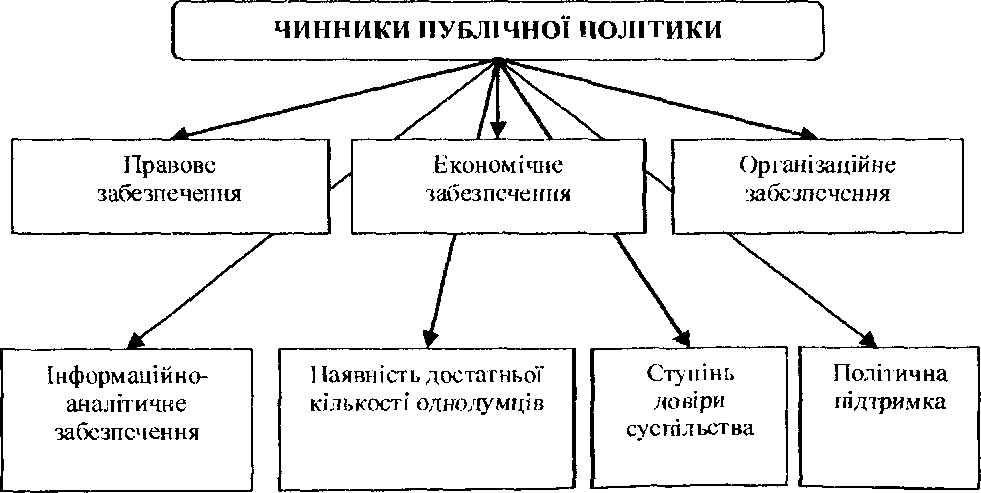 ЧИННИКИ ПУБЛІЧНОЇ ПОЛІТИКИ
Правове
забезпечення
Економічне
забезпечення
Організаційне
забезпечення
Інформаційно-
аналітичне
забезпечення
Наявність достатньої
кількості однодумців
Ступінь
довіри
суспільства
Політична
підтримка